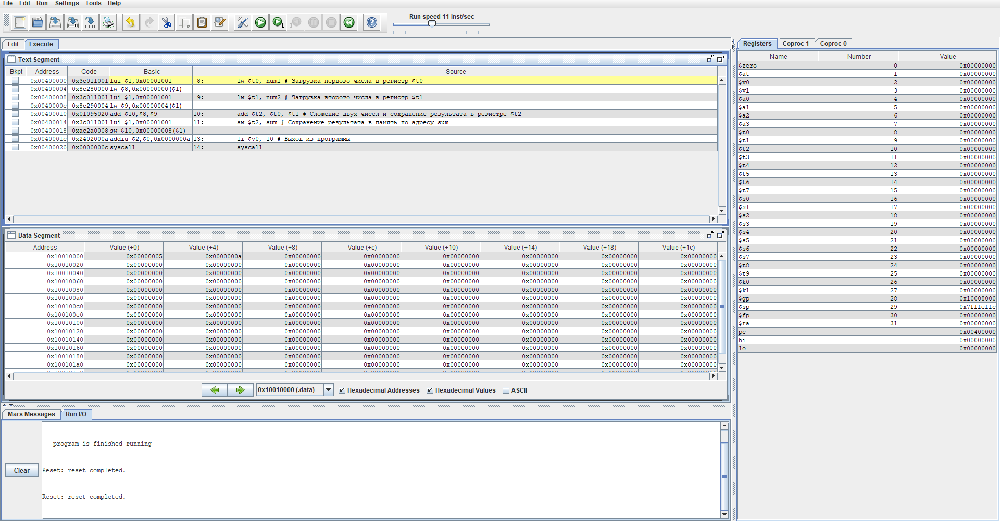 File Edit Run Settings Tools Help
Run speed 11 inst/sec
Edit Execute
Text Segment
Bkpt Address Code Basic Source
0x00400000 0x3c011001 lui $1,0x00001001 8: lw $t0, num1 # Загрузка первого числа в регистр $t0
0x00400004 0x8c280000 lw $8,0x00000000($1)
0x00400008 0x3c011001 lui $1,0x00001001 9: lw $t1, num2 # Загрузка второго числа в регистр $t1
0x0040000c 0x8c290004 lw $9,0x00000004($1)
0x00400010 0x01095020 add $10,$8,$9 10: add $t2, $t0, $t1 # Сложение двух чисел и сохранение результата в регистре $t2
0x00400014 0x3c011001 lui $1,0x00001001 11: sw $t2, sum # Сохранение результата в память по адресу sum
0x00400018 0xac2a0008 sw $10,0x00000008($1)
0x0040001c 0x2402000a addiu $2,$0,0x0000000a 13: li $v0, 10 # Выход из программы
0x00400020 0x0000000c syscall 14: syscall
Data Segment
Address Value (+0) Value (+4) Value (+8) Value (+c) Value (+10) Value (+14) Value (+18) Value (+1c)
0x10010000 0x00000005 0x0000000a 0x00000000 0x00000000 0x00000000 0x00000000 0x00000000 0x00000000
0x10010020 0x00000000 0x00000000 0x00000000 0x00000000 0x00000000 0x00000000 0x00000000 0x00000000
0x10010040 0x00000000 0x00000000 0x00000000 0x00000000 0x00000000 0x00000000 0x00000000 0x00000000
0x10010060 0x00000000 0x00000000 0x00000000 0x00000000 0x00000000 0x00000000 0x00000000 0x00000000
0x10010080 0x00000000 0x00000000 0x00000000 0x00000000 0x00000000 0x00000000 0x00000000 0x00000000
0x100100a0 0x00000000 0x00000000 0x00000000 0x00000000 0x00000000 0x00000000 0x00000000 0x00000000
0x100100c0 0x00000000 0x00000000 0x00000000 0x00000000 0x00000000 0x00000000 0x00000000 0x00000000
0x100100e0 0x00000000 0x00000000 0x00000000 0x00000000 0x00000000 0x00000000 0x00000000 0x00000000
0x10010100 0x00000000 0x00000000 0x00000000 0x00000000 0x00000000 0x00000000 0x00000000 0x00000000
0x10010120 0x00000000 0x00000000 0x00000000 0x00000000 0x00000000 0x00000000 0x00000000 0x00000000
0x10010140 0x00000000 0x00000000 0x00000000 0x00000000 0x00000000 0x00000000 0x00000000 0x00000000
0x10010160 0x00000000 0x00000000 0x00000000 0x00000000 0x00000000 0x00000000 0x00000000 0x00000000
0x10010180 0x00000000 0x00000000 0x00000000 0x00000000 0x00000000 0x00000000 0x00000000 0x00000000
0x100101a0 0x00000000 0x00000000 0x00000000 0x00000000 0x00000000 0x00000000 0x00000000 0x00000000
0x10010000 (.data) Hexadecimal Addresses Hexadecimal Values ASCII
Mars Messages Run I/O
-- program is finished running --
Clear
Reset: reset completed.
Reset: reset completed.
Registers Coproc 1 Coproc 0
Name Number Value
$zero 0 0x00000000
$at 1 0x00000000
$v0 2 0x00000000
$v1 3 0x00000000
$a0 4 0x00000000
$a1 5 0x00000000
$a2 6 0x00000000
$a3 7 0x00000000
$t0 8 0x00000000
$t1 9 0x00000000
$t2 10 0x00000000
$t3 11 0x00000000
$t4 12 0x00000000
$t5 13 0x00000000
$t6 14 0x00000000
$t7 15 0x00000000
$s0 16 0x00000000
$s1 17 0x00000000
$s2 18 0x00000000
$s3 19 0x00000000
$s4 20 0x00000000
$s5 21 0x00000000
$s6 22 0x00000000
$s7 23 0x00000000
$t8 24 0x00000000
$t9 25 0x00000000
$k0 26 0x00000000
$k1 27 0x00000000
$gp 28 0x10008000
$sp 29 0x7fffeffc
$fp 30 0x00000000
$ra 31 0x00000000
pc 0x00400000
hi 0x00000000
lo 0x00000000